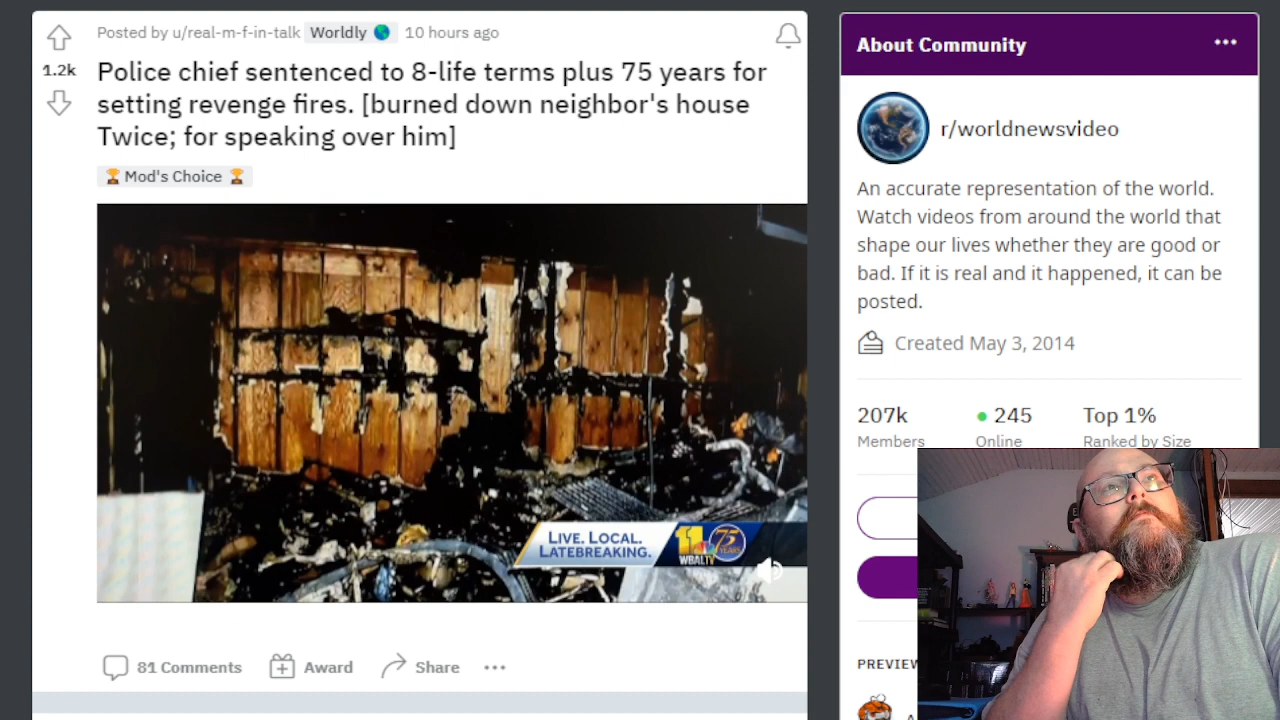 Posted by u/real-m-f-in-talk Worldly 10 hours ago
1.2k
Police chief sentenced to 8-life terms plus 75 years for
setting revenge fires. [burned down neighbor's house
Twice; for speaking over him]
Mod's Choice
LIVE. LOCAL.
LATEBREAKING.
11
WBALTV
75
YEARS
81 Comments
Award
Share
About Community
r/worldnewsvideo
An accurate representation of the world.
Watch videos from around the world that
shape our lives whether they are good or
bad. If it is real and it happened, it can be
posted.
Created May 3, 2014
207k
Members
245
Online
Top 1%
Ranked by Size